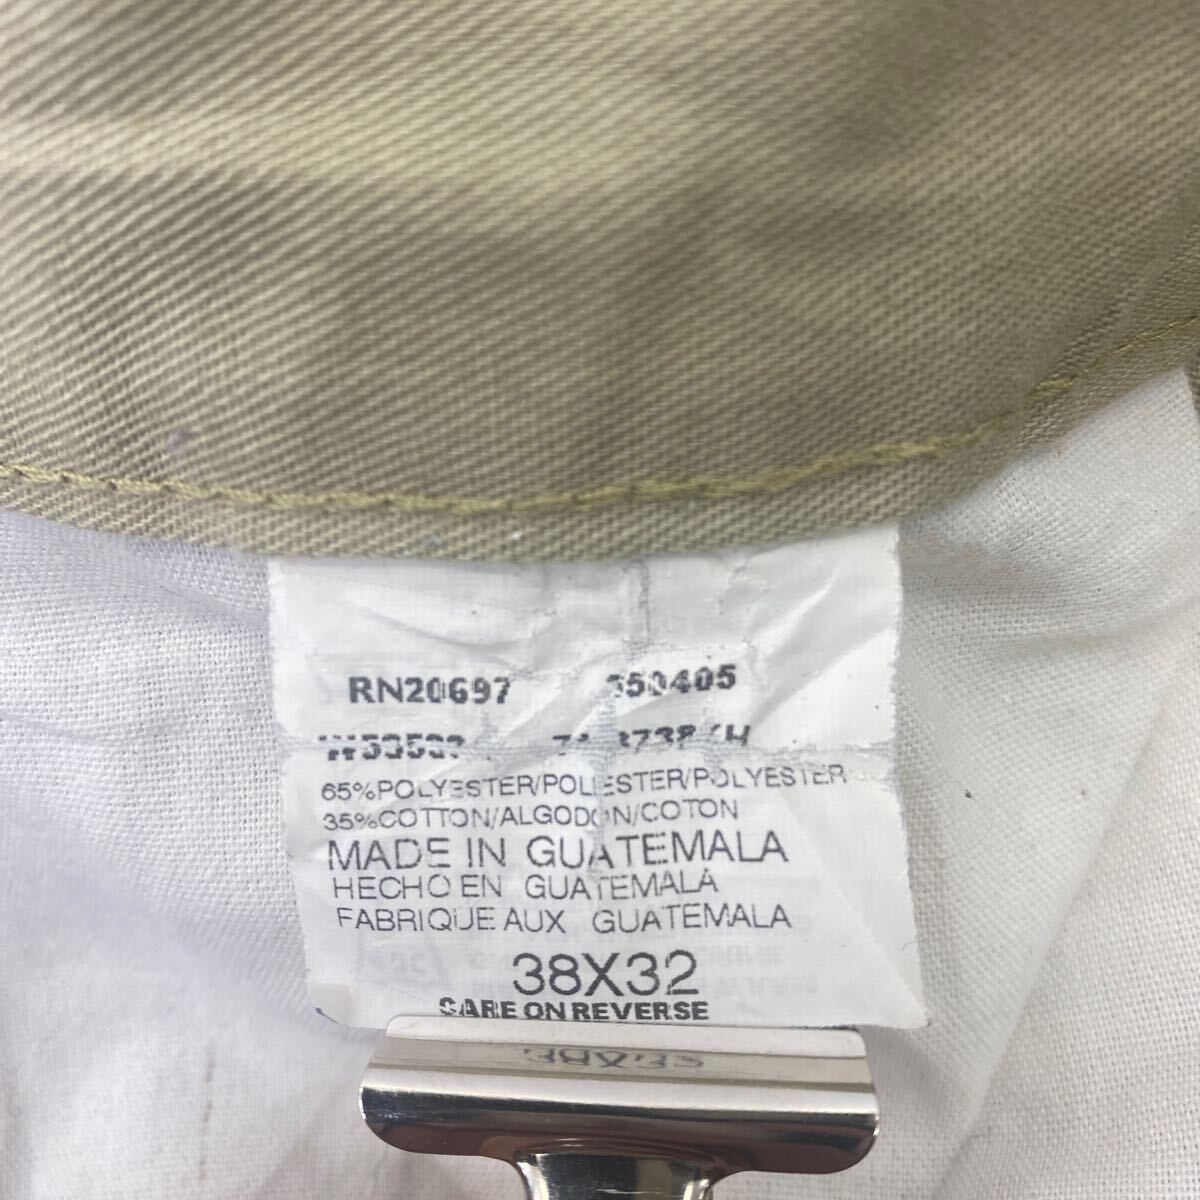 RN20697
65%POLYESTER/POLIESTER/POLYESTER
35%COTTON/ALGODON/COTON
MADE IN GUATEMALA
HECHO EN GUATEMALA
FABRIQUE AUX GUATEMALA
38X32
CARE ON REVERSE